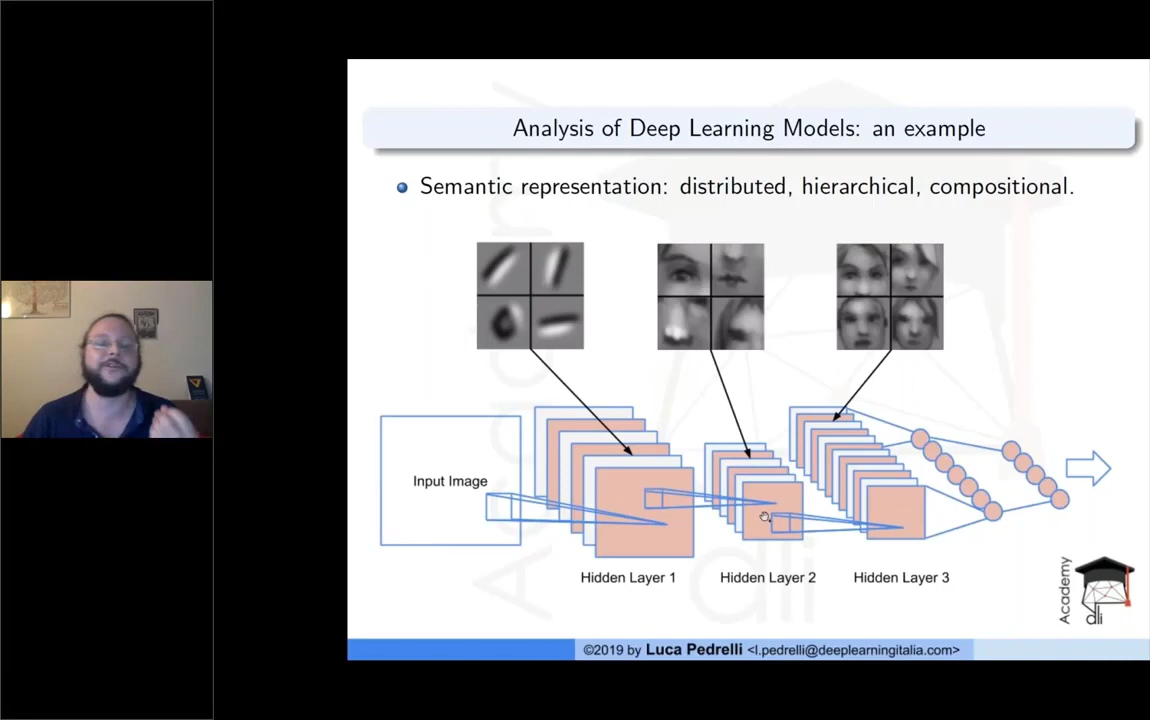 Analysis of Deep Learning Models: an example
Semantic representation: distributed, hierarchical, compositional.
Input Image
Hidden Layer 1
Hidden Layer 2
Hidden Layer 3
Academy
dlii
©2019 by Luca Pedrelli <l.pedrelli@deeplearningitalia.com>